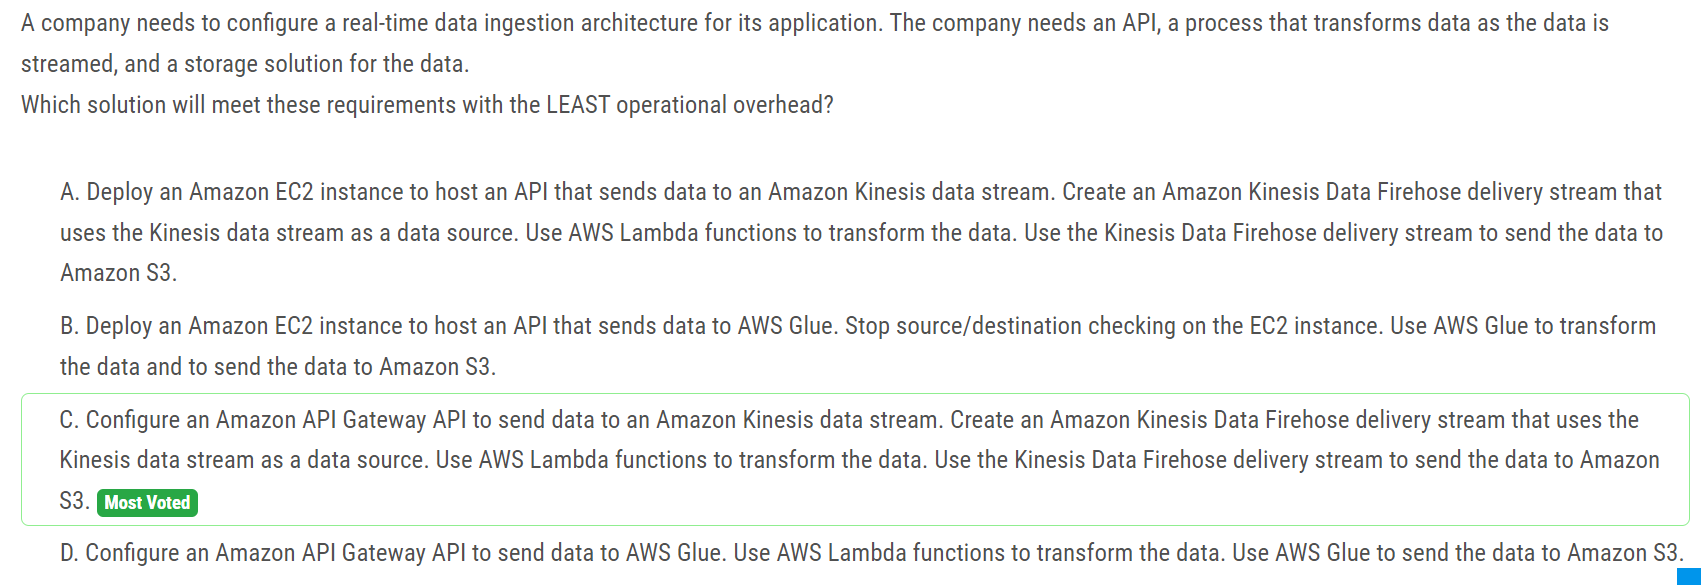 A company needs to configure a real-time data ingestion architecture for its application. The company needs an API, a process that transforms data as the data is
streamed, and a storage solution for the data.
Which solution will meet these requirements with the LEAST operational overhead?
A. Deploy an Amazon EC2 instance to host an API that sends data to an Amazon Kinesis data stream. Create an Amazon Kinesis Data Firehose delivery stream that
uses the Kinesis data stream as a data source. Use AWS Lambda functions to transform the data. Use the Kinesis Data Firehose delivery stream to send the data to
Amazon S3.
B. Deploy an Amazon EC2 instance to host an API that sends data to AWS Glue. Stop source/destination checking on the EC2 instance. Use AWS Glue to transform
the data and to send the data to Amazon S3.
C. Configure an Amazon API Gateway API to send data to an Amazon Kinesis data stream. Create an Amazon Kinesis Data Firehose delivery stream that uses the
Kinesis data stream as a data source. Use AWS Lambda functions to transform the data. Use the Kinesis Data Firehose delivery stream to send the data to Amazon
S3. Most Voted
D. Configure an Amazon API Gateway API to send data to AWS Glue. Use AWS Lambda functions to transform the data. Use AWS Glue to send the data to Amazon S3.